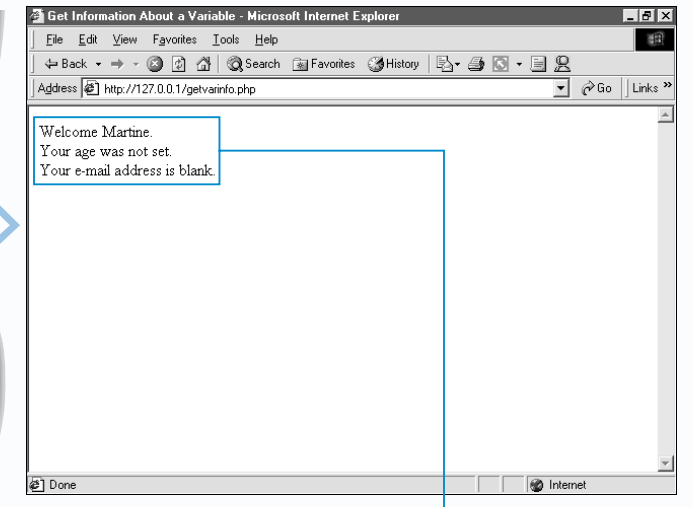 Get Information About a Variable - Microsoft Internet Explorer
File Edit View Favorites Tools Help
Back Search Favorites History
Address http://127.0.0.1/getvarinfo.php Go Links »
Welcome Martine.
Your age was not set.
Your e-mail address is blank.
Done Internet